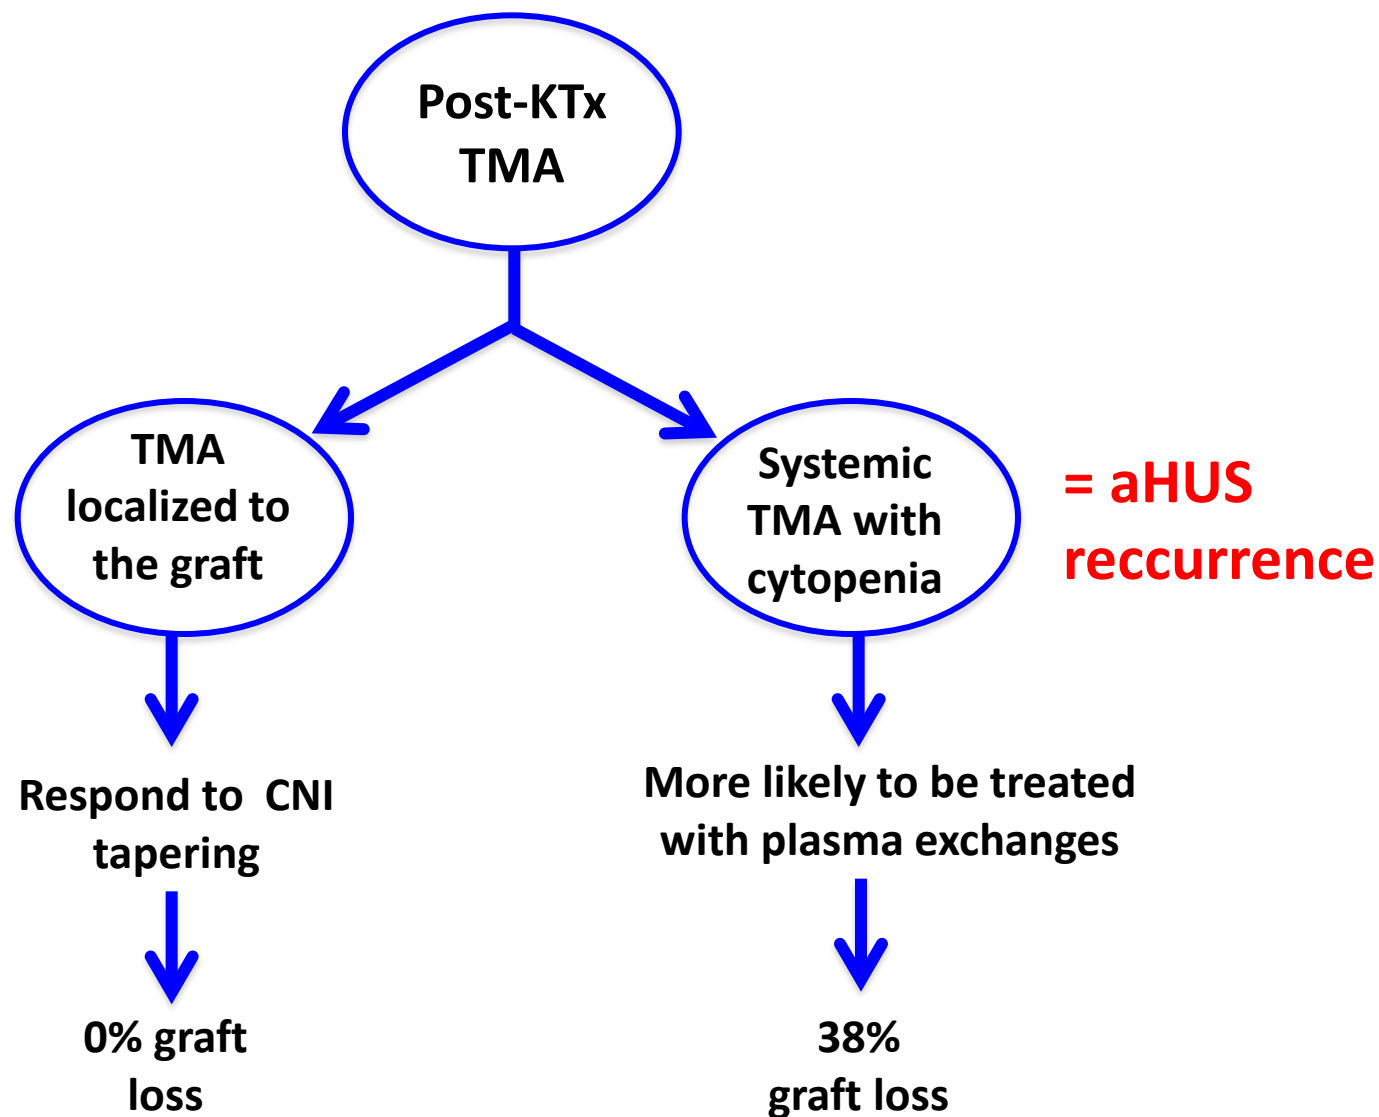 Post-KTx
TMA
TMA
localized to
the graft
Systemic
TMA with
cytopenia
= aHUS
reccurrence
Respond to  CNI
tapering
More likely to be treated
with plasma exchanges
0% graft
loss
38%
graft loss